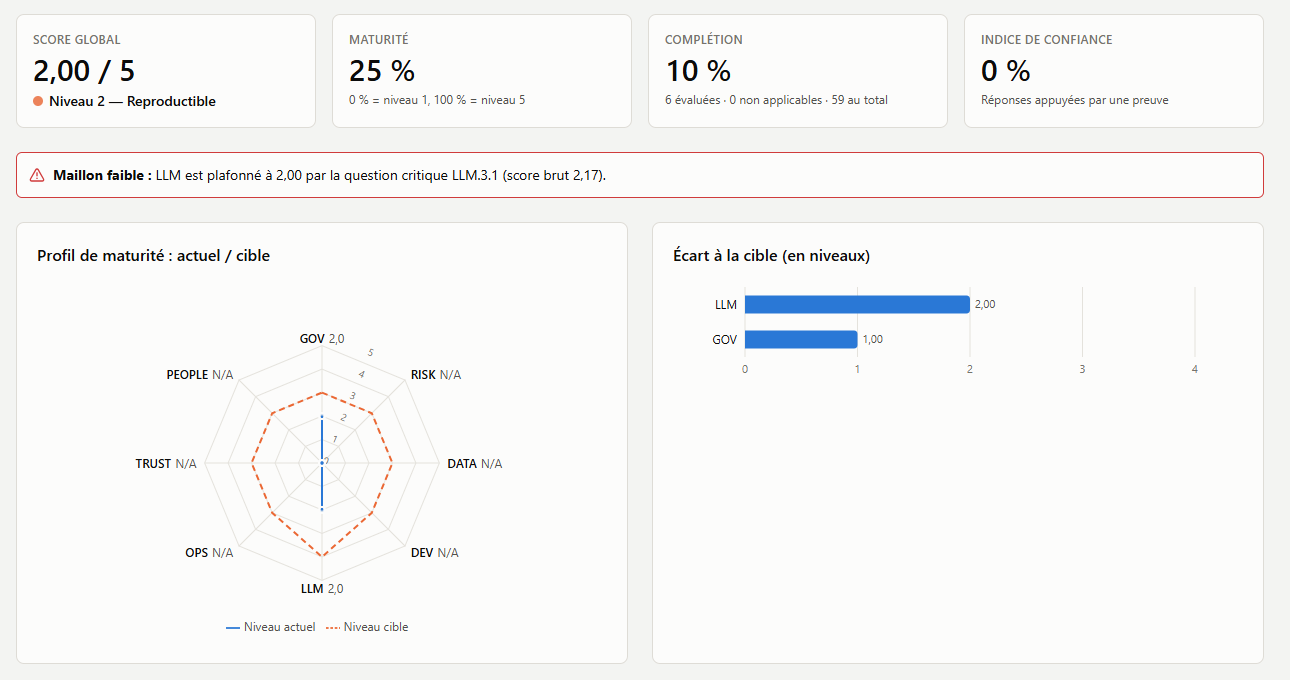 SCORE GLOBAL
2,00 / 5
Niveau 2 — Reproductible
MATURITÉ
25 %
0 % = niveau 1, 100 % = niveau 5
COMPLÉTION
10 %
6 évaluées · 0 non applicables · 59 au total
INDICE DE CONFIANCE
0 %
Réponses appuyées par une preuve
Maillon faible : LLM est plafonné à 2,00 par la question critique LLM.3.1 (score brut 2,17).
Profil de maturité : actuel / cible
GOV 2,0
5
PEOPLE N/A
4
RISK N/A
3
2
1
0
TRUST N/A
DATA N/A
OPS N/A
DEV N/A
LLM 2,0
Niveau actuel
Niveau cible
Écart à la cible (en niveaux)
LLM 2,00
GOV 1,00
0 1 2 3 4